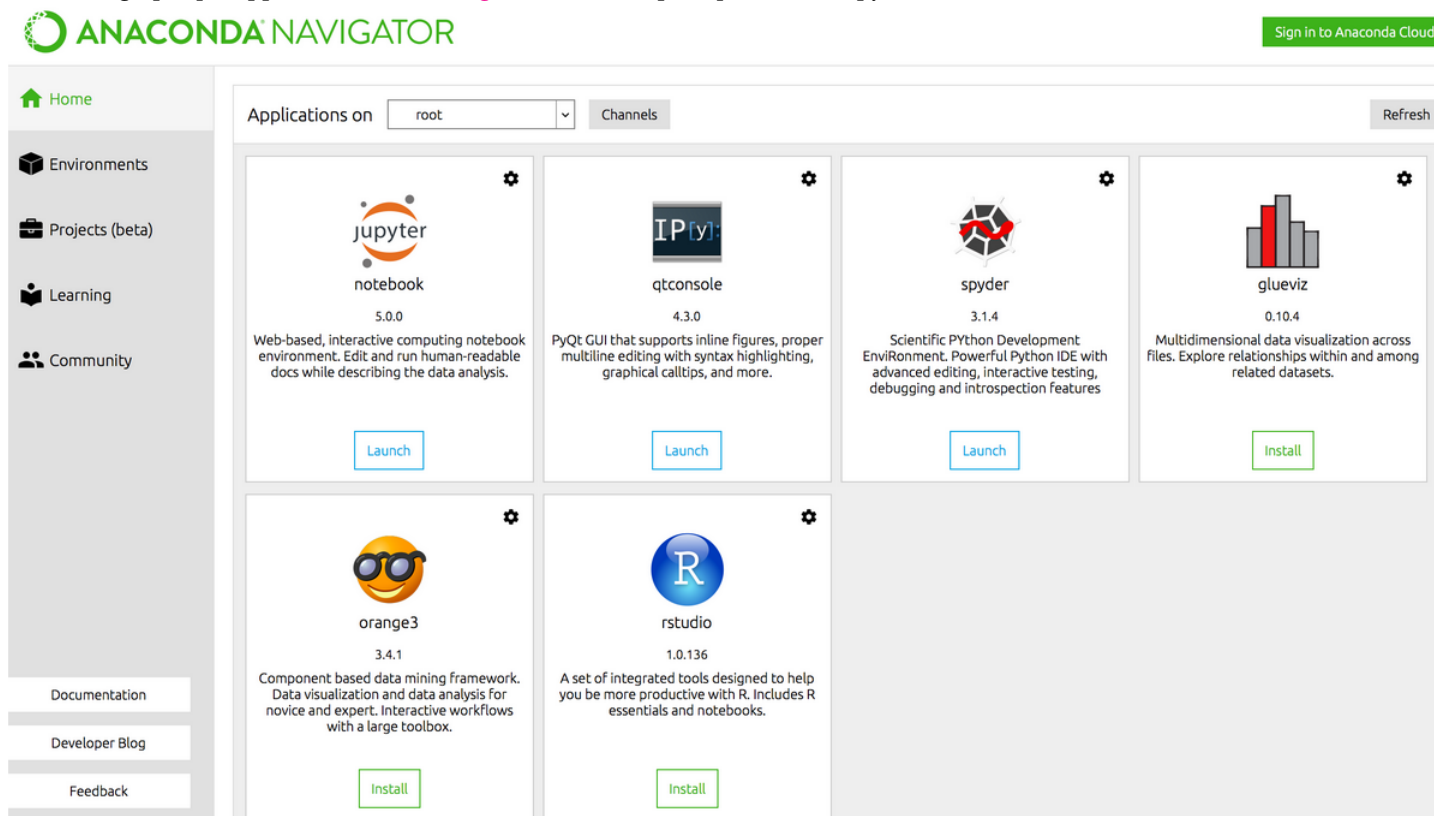 ANACONDA NAVIGATOR
Sign in to Anaconda Cloud
Home
Environments
Projects (beta)
Learning
Community
Documentation
Developer Blog
Feedback
Applications on
root
Channels
Refresh
jupyter
notebook
5.0.0
Web-based, interactive computing notebook
environment. Edit and run human-readable
docs while describing the data analysis.
Launch
IP[y]:
qtconsole
4.3.0
PyQt GUI that supports inline figures, proper
multiline editing with syntax highlighting,
graphical calltips, and more.
Launch
spyder
3.1.4
Scientific PYthon Development
EnviRonment. Powerful Python IDE with
advanced editing, interactive testing,
debugging and introspection features
Launch
glueviz
0.10.4
Multidimensional data visualization across
files. Explore relationships within and among
related datasets.
Install
orange3
3.4.1
Component based data mining framework.
Data visualization and data analysis for
novice and expert. Interactive workflows
with a large toolbox.
Install
R
rstudio
1.0.136
A set of integrated tools designed to help
you be more productive with R. Includes R
essentials and notebooks.
Install